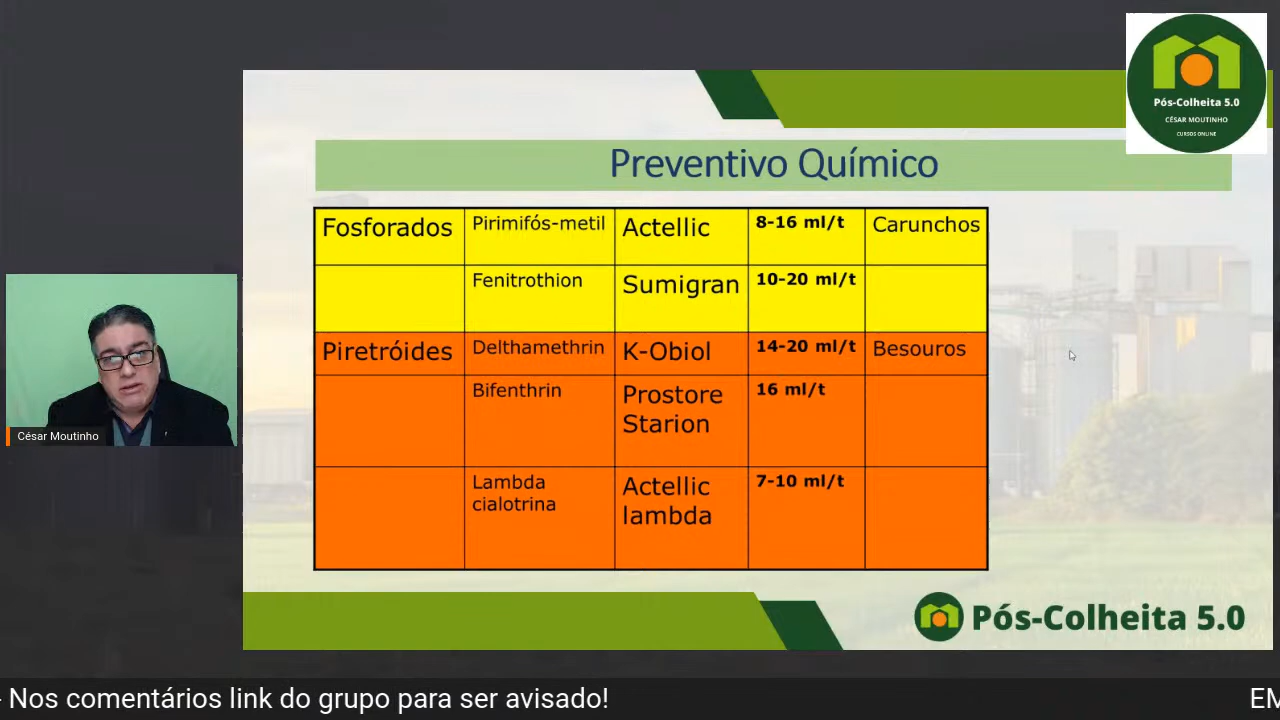 Pós-Colheita 5.0
CÉSAR MOUTINHO
CURSOS ONLINE
Preventivo Químico
Fosforados Pirimifós-metil Actellic 8-16 ml/t Carunchos
Fenitrothion Sumigran 10-20 ml/t
Piretróides Delthamethrin K-Obiol 14-20 ml/t Besouros
Bifenthrin Prostore 16 ml/t
Starion
Lambda Actellic 7-10 ml/t
cialotrina lambda
César Moutinho
Pós-Colheita 5.0
Nos comentários link do grupo para ser avisado!
EM